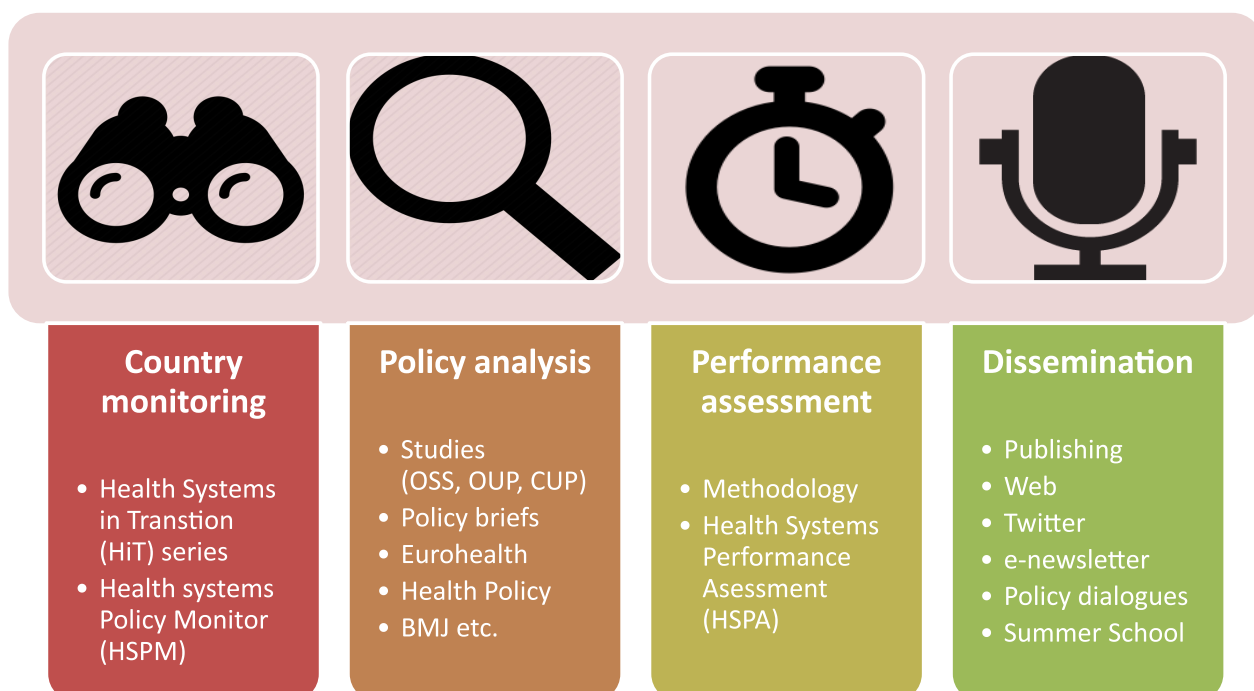 Country
monitoring
• Health Systems
in Transtion
(HiT) series
• Health systems
Policy Monitor
(HSPM)
Policy analysis
• Studies
(OSS, OUP, CUP)
• Policy briefs
• Eurohealth
• Health Policy
• BMJ etc.
Performance
assessment
• Methodology
• Health Systems
Performance
Asessment
(HSPA)
Dissemination
• Publishing
• Web
• Twitter
• e-newsletter
• Policy dialogues
• Summer School